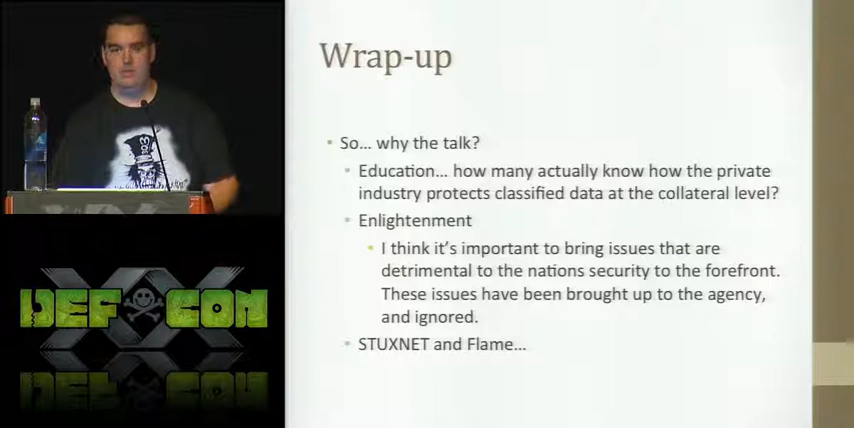 Wrap-up
So... why the talk?
Education... how many actually know how the private
industry protects classified data at the collateral level?
Enlightenment
I think it's important to bring issues that are
detrimental to the nations security to the forefront.
These issues have been brought up to the agency,
and ignored.
STUXNET and Flame...
XX
DEF CON